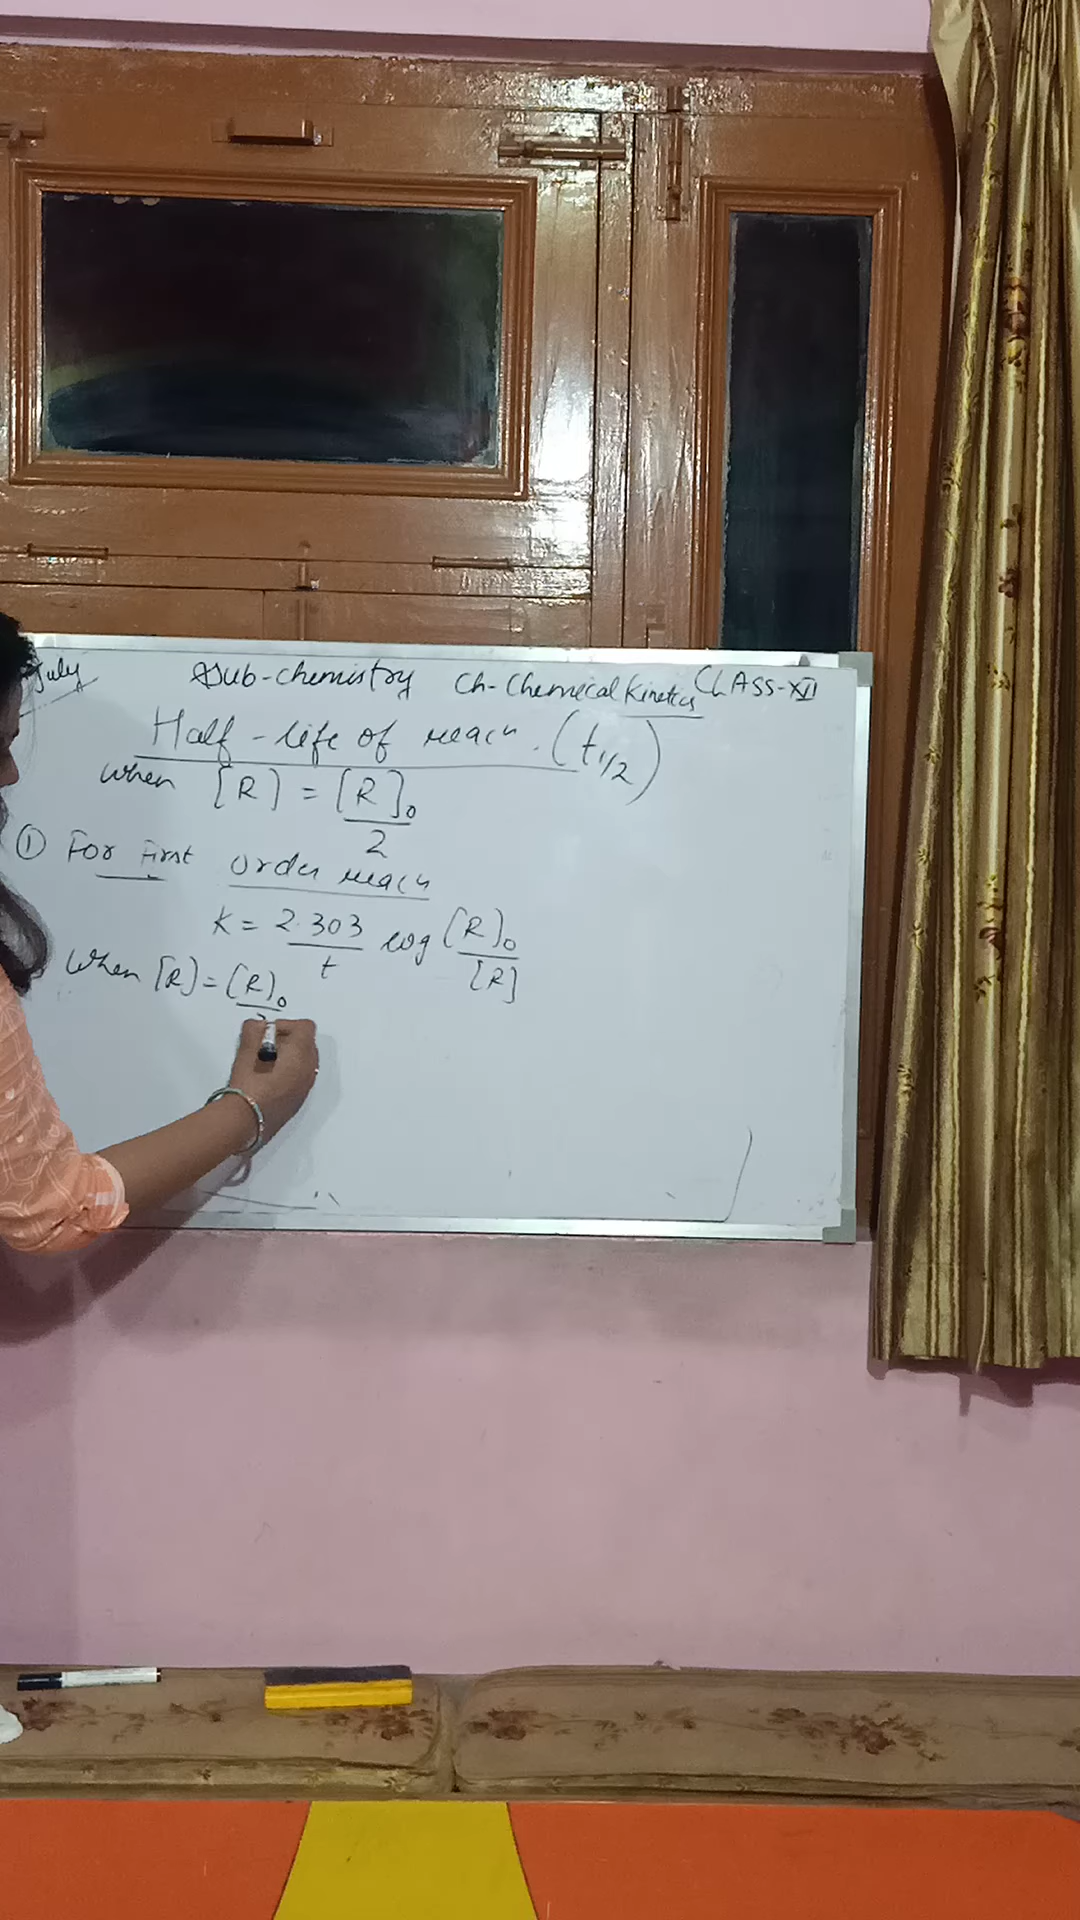 July Sub-chemistry Ch-Chemical Kinetics CLASS-XII
Half-life of reacn. (t1/2)
when [R] = [R]0 / 2
① For First order reacn
K = 2.303 / t log [R]0 / [R]
When [R] = [R]0